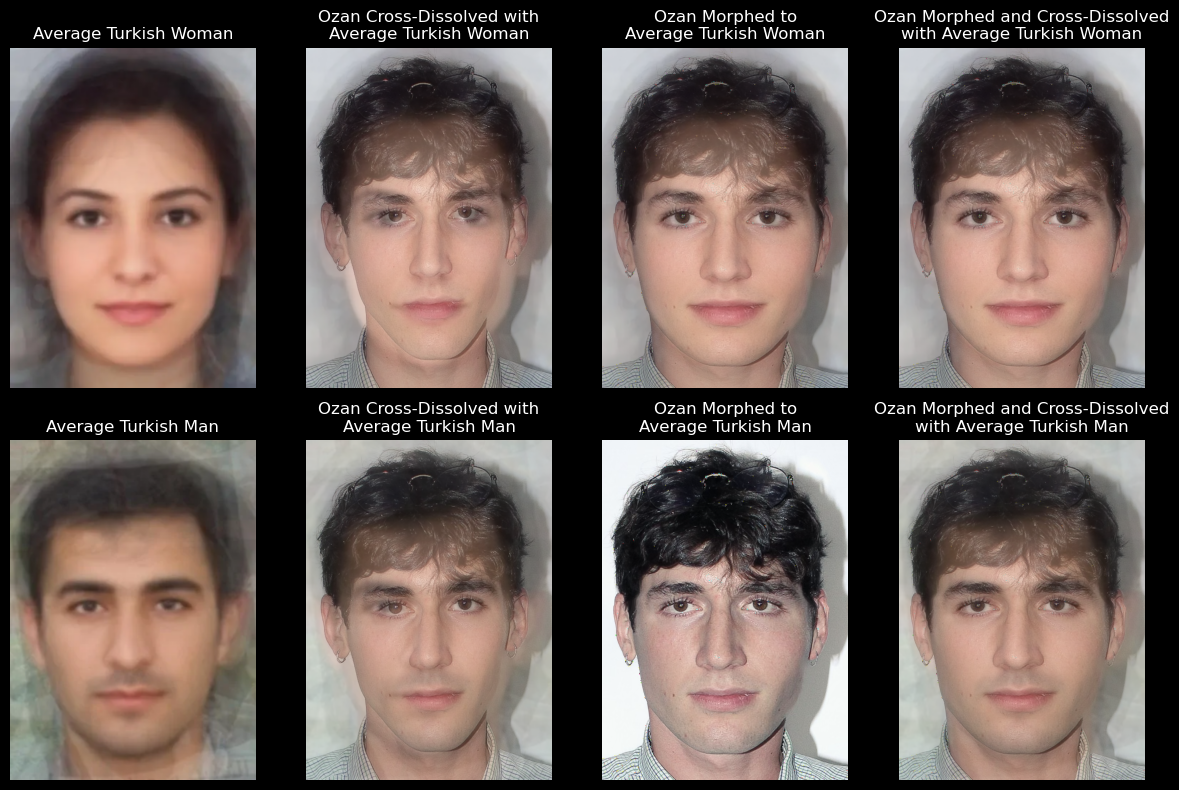 Average Turkish Woman
Ozan Cross-Dissolved with
Average Turkish Woman
Ozan Morphed to
Average Turkish Woman
Ozan Morphed and Cross-Dissolved
with Average Turkish Woman
Average Turkish Man
Ozan Cross-Dissolved with
Average Turkish Man
Ozan Morphed to
Average Turkish Man
Ozan Morphed and Cross-Dissolved
with Average Turkish Man